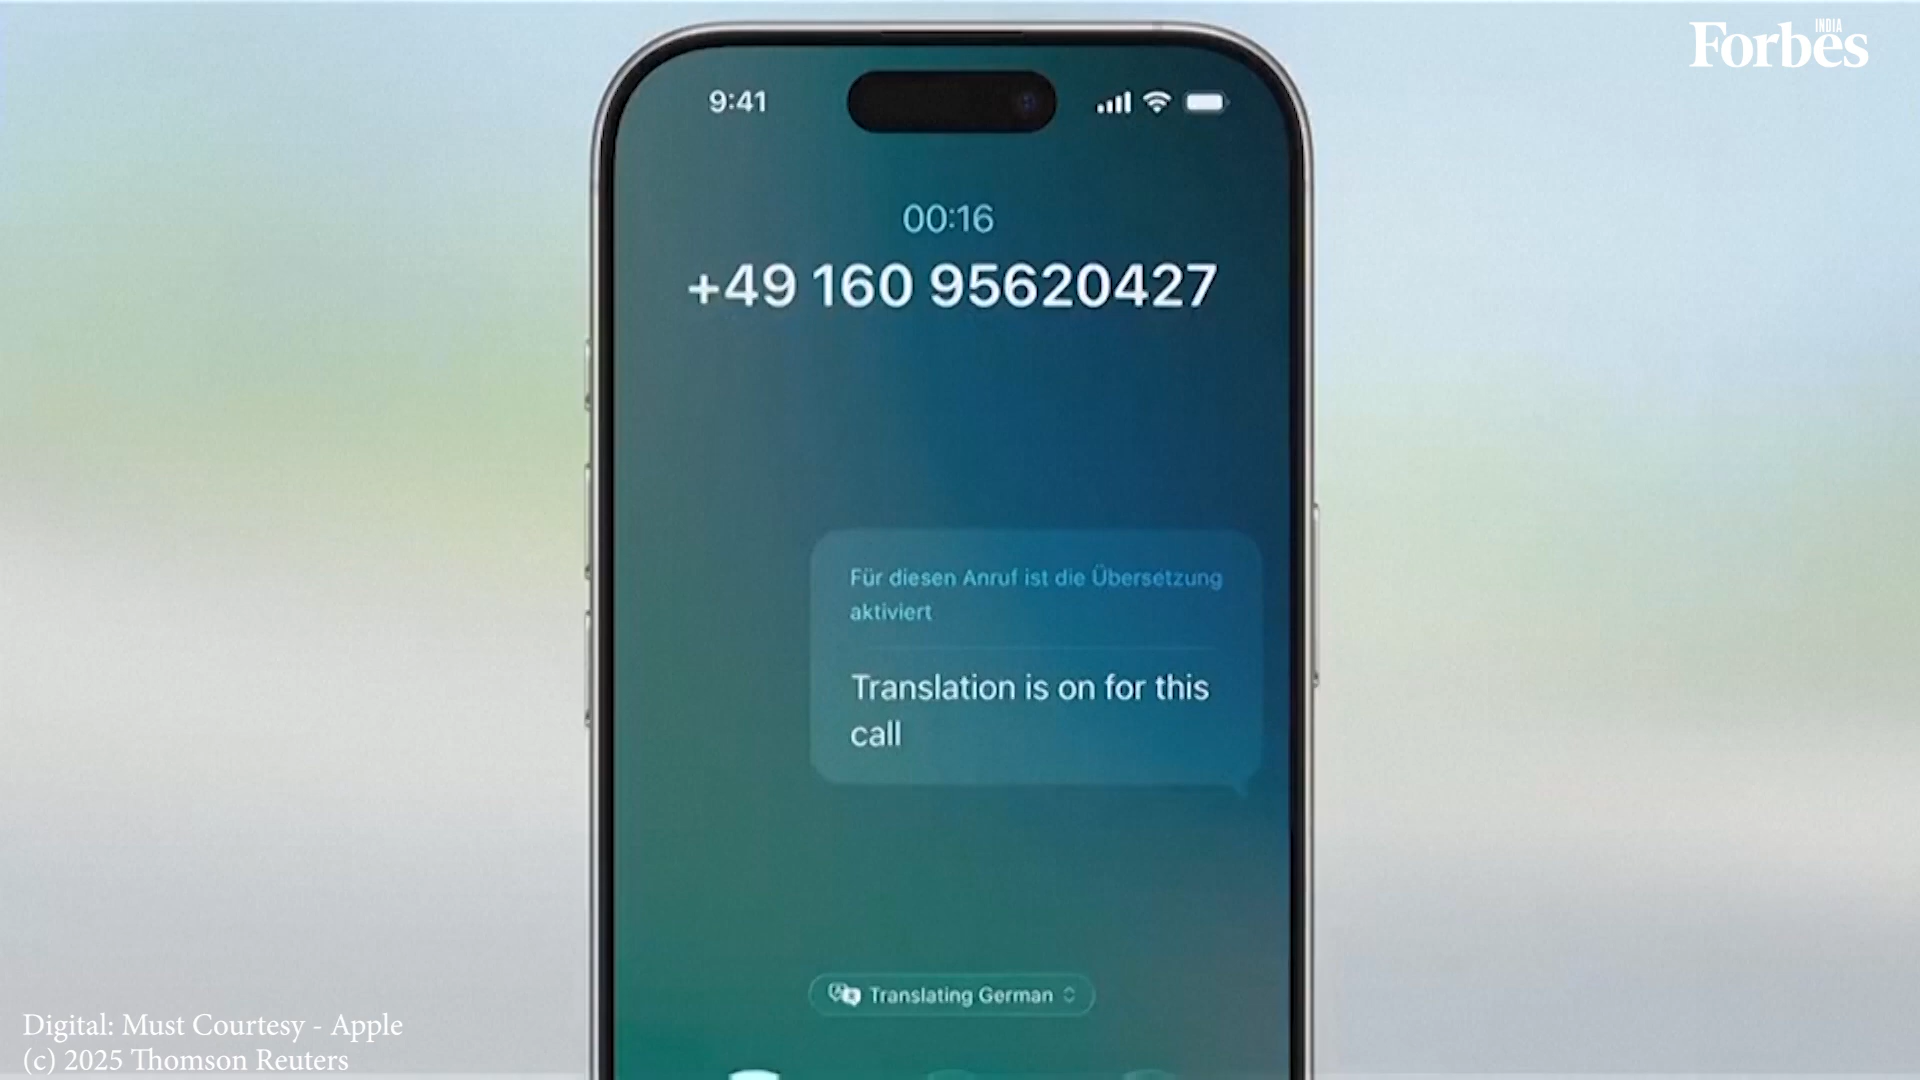 Forbes
INDIA
9:41
00:16
+49 160 95620427
Für diesen Anruf ist die Übersetzung
aktiviert
Translation is on for this
call
Translating German
Digital: Must Courtesy - Apple
(c) 2025 Thomson Reuters